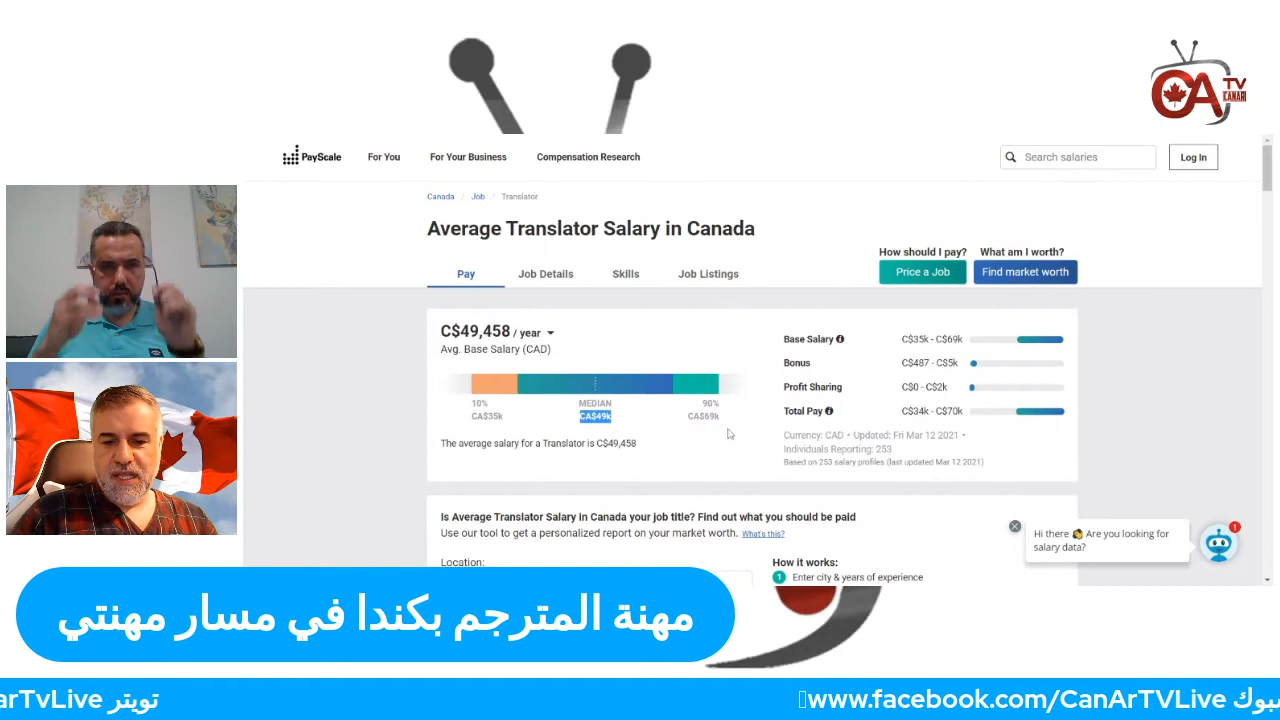 CA TV
CANARI
PayScale For You For Your Business Compensation Research Search salaries Log In
Canada / Job / Translator
Average Translator Salary in Canada
How should I pay? What am I worth?
Price a Job Find market worth
Pay Job Details Skills Job Listings
C$49,458 / year
Avg. Base Salary (CAD)
10% MEDIAN 90%
CA$35k CA$49k CA$69k
The average salary for a Translator is C$49,458
Base Salary C$35k - C$69k
Bonus C$487 - C$5k
Profit Sharing C$0 - C$2k
Total Pay C$34k - C$70k
Currency: CAD • Updated: Fri Mar 12 2021 •
Individuals Reporting: 253
Based on 253 salary profiles (last updated Mar 12 2021)
Is Average Translator Salary in Canada your job title? Find out what you should be paid
Use our tool to get a personalized report on your market worth. What's this?
Location:
How it works:
1 Enter city & years of experience
Hi there Are you looking for
salary data?
1
مهنة المترجم بكندا في مسار مهنتي
www.facebook.com/CanArTVLive تويتر